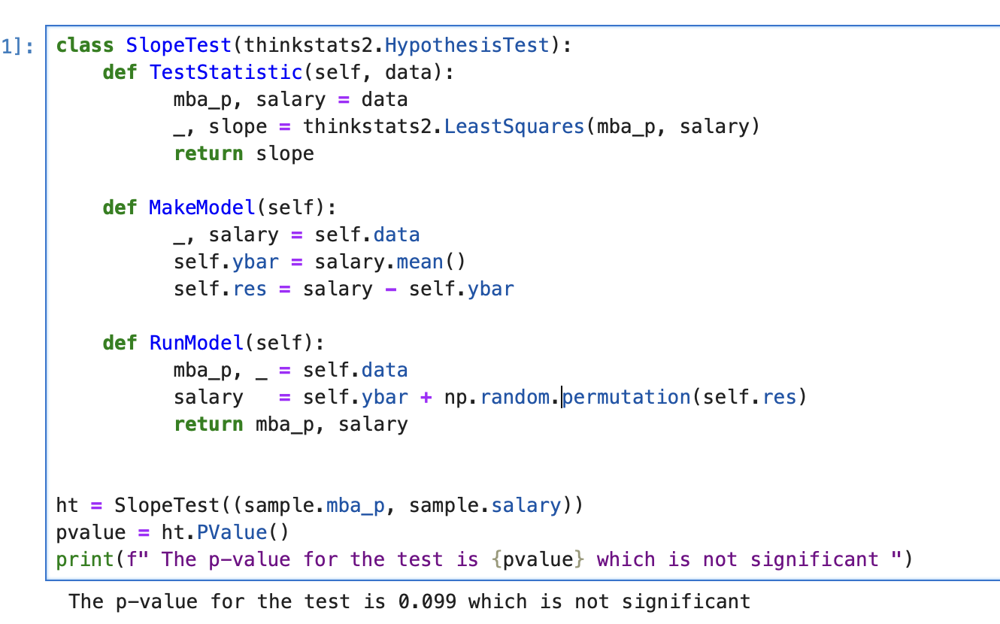 1]:
class SlopeTest(thinkstats2.HypothesisTest):
    def TestStatistic(self, data):
          mba_p, salary = data
          _, slope = thinkstats2.LeastSquares(mba_p, salary)
          return slope

    def MakeModel(self):
          _, salary = self.data
          self.ybar = salary.mean()
          self.res = salary - self.ybar

    def RunModel(self):
          mba_p, _ = self.data
          salary   = self.ybar + np.random.permutation(self.res)
          return mba_p, salary


ht = SlopeTest((sample.mba_p, sample.salary))
pvalue = ht.PValue()
print(f" The p-value for the test is {pvalue} which is not significant ")
 The p-value for the test is 0.099 which is not significant